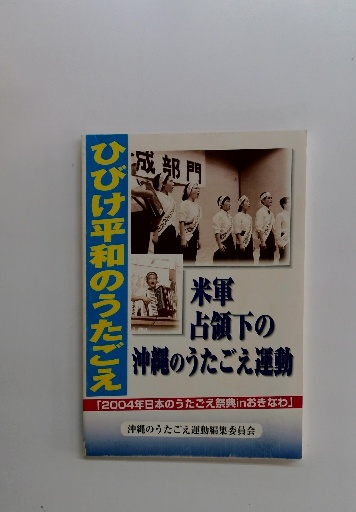 ひびけ平和のうたごえ
成部門
米軍
占領下の
沖縄のうたごえ運動
「2004年日本のうたごえ祭典inおきなわ」
沖縄のうたごえ運動編集委員会